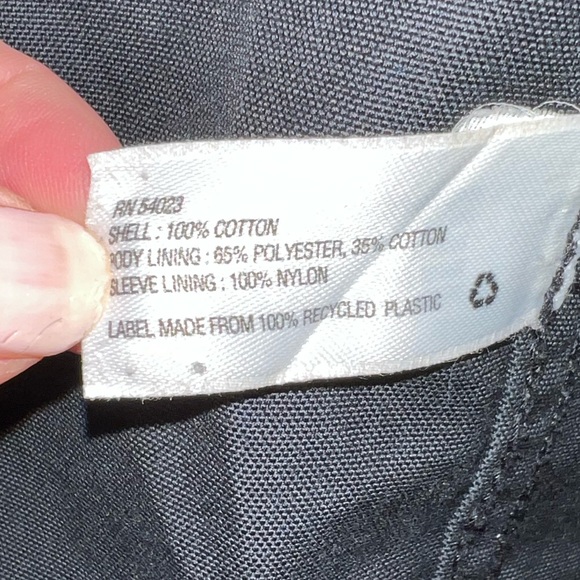 RN 54023
SHELL : 100% COTTON
BODY LINING : 65% POLYESTER, 35% COTTON
SLEEVE LINING : 100% NYLON
LABEL MADE FROM 100% RECYCLED PLASTIC